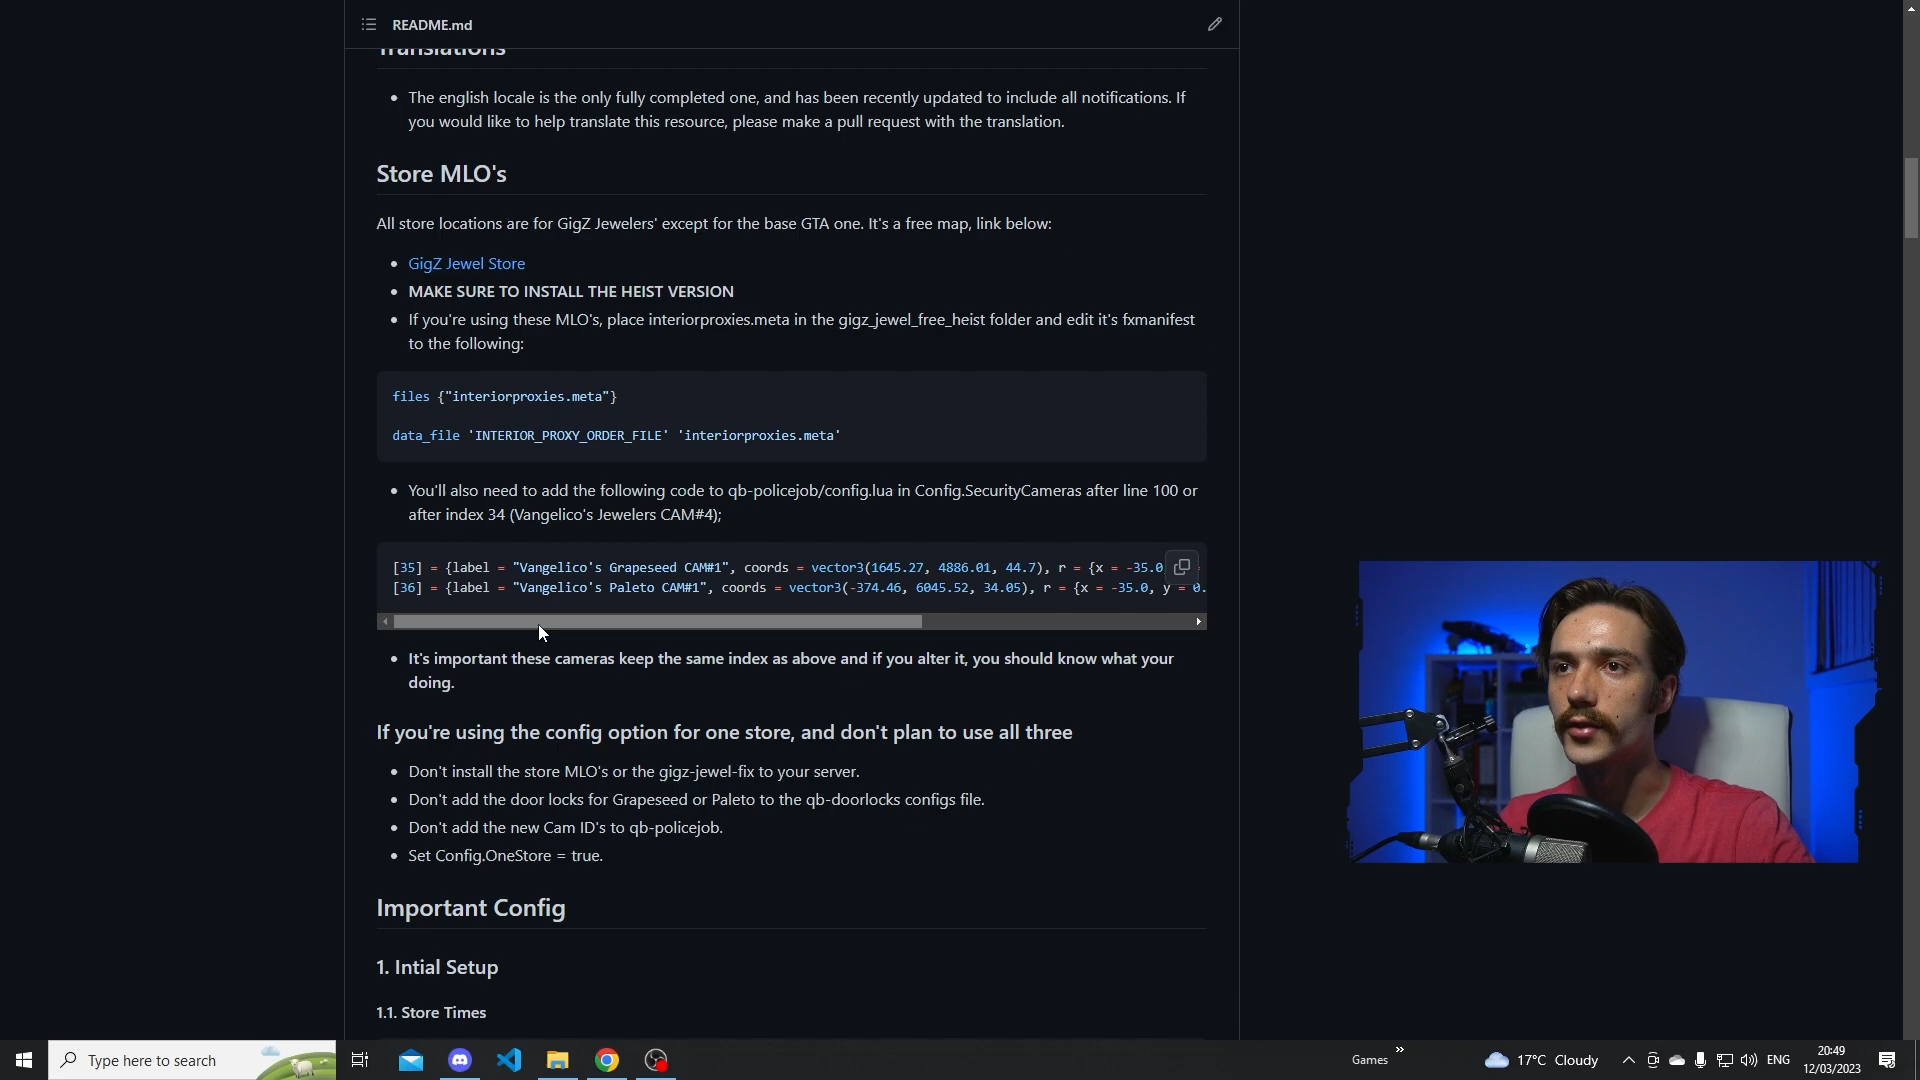 README.md
Translations
The english locale is the only fully completed one, and has been recently updated to include all notifications. If
you would like to help translate this resource, please make a pull request with the translation.
Store MLO's
All store locations are for GigZ Jewelers' except for the base GTA one. It's a free map, link below:
GigZ Jewel Store
MAKE SURE TO INSTALL THE HEIST VERSION
If you're using these MLO's, place interiorproxies.meta in the gigz_jewel_free_heist folder and edit it's fxmanifest
to the following:
files {"interiorproxies.meta"}
data_file 'INTERIOR_PROXY_ORDER_FILE' 'interiorproxies.meta'
You'll also need to add the following code to qb-policejob/config.lua in Config.SecurityCameras after line 100 or
after index 34 (Vangelico's Jewelers CAM#4);
[35] = {label = "Vangelico's Grapeseed CAM#1", coords = vector3(1645.27, 4886.01, 44.7), r = {x = -35.0
[36] = {label = "Vangelico's Paleto CAM#1", coords = vector3(-374.46, 6045.52, 34.05), r = {x = -35.0, y = 0.
It's important these cameras keep the same index as above and if you alter it, you should know what your
doing.
If you're using the config option for one store, and don't plan to use all three
Don't install the store MLO's or the gigz-jewel-fix to your server.
Don't add the door locks for Grapeseed or Paleto to the qb-doorlocks configs file.
Don't add the new Cam ID's to qb-policejob.
Set Config.OneStore = true.
Important Config
1. Intial Setup
1.1. Store Times
Type here to search
Games
17°C Cloudy
ENG
20:49
12/03/2023